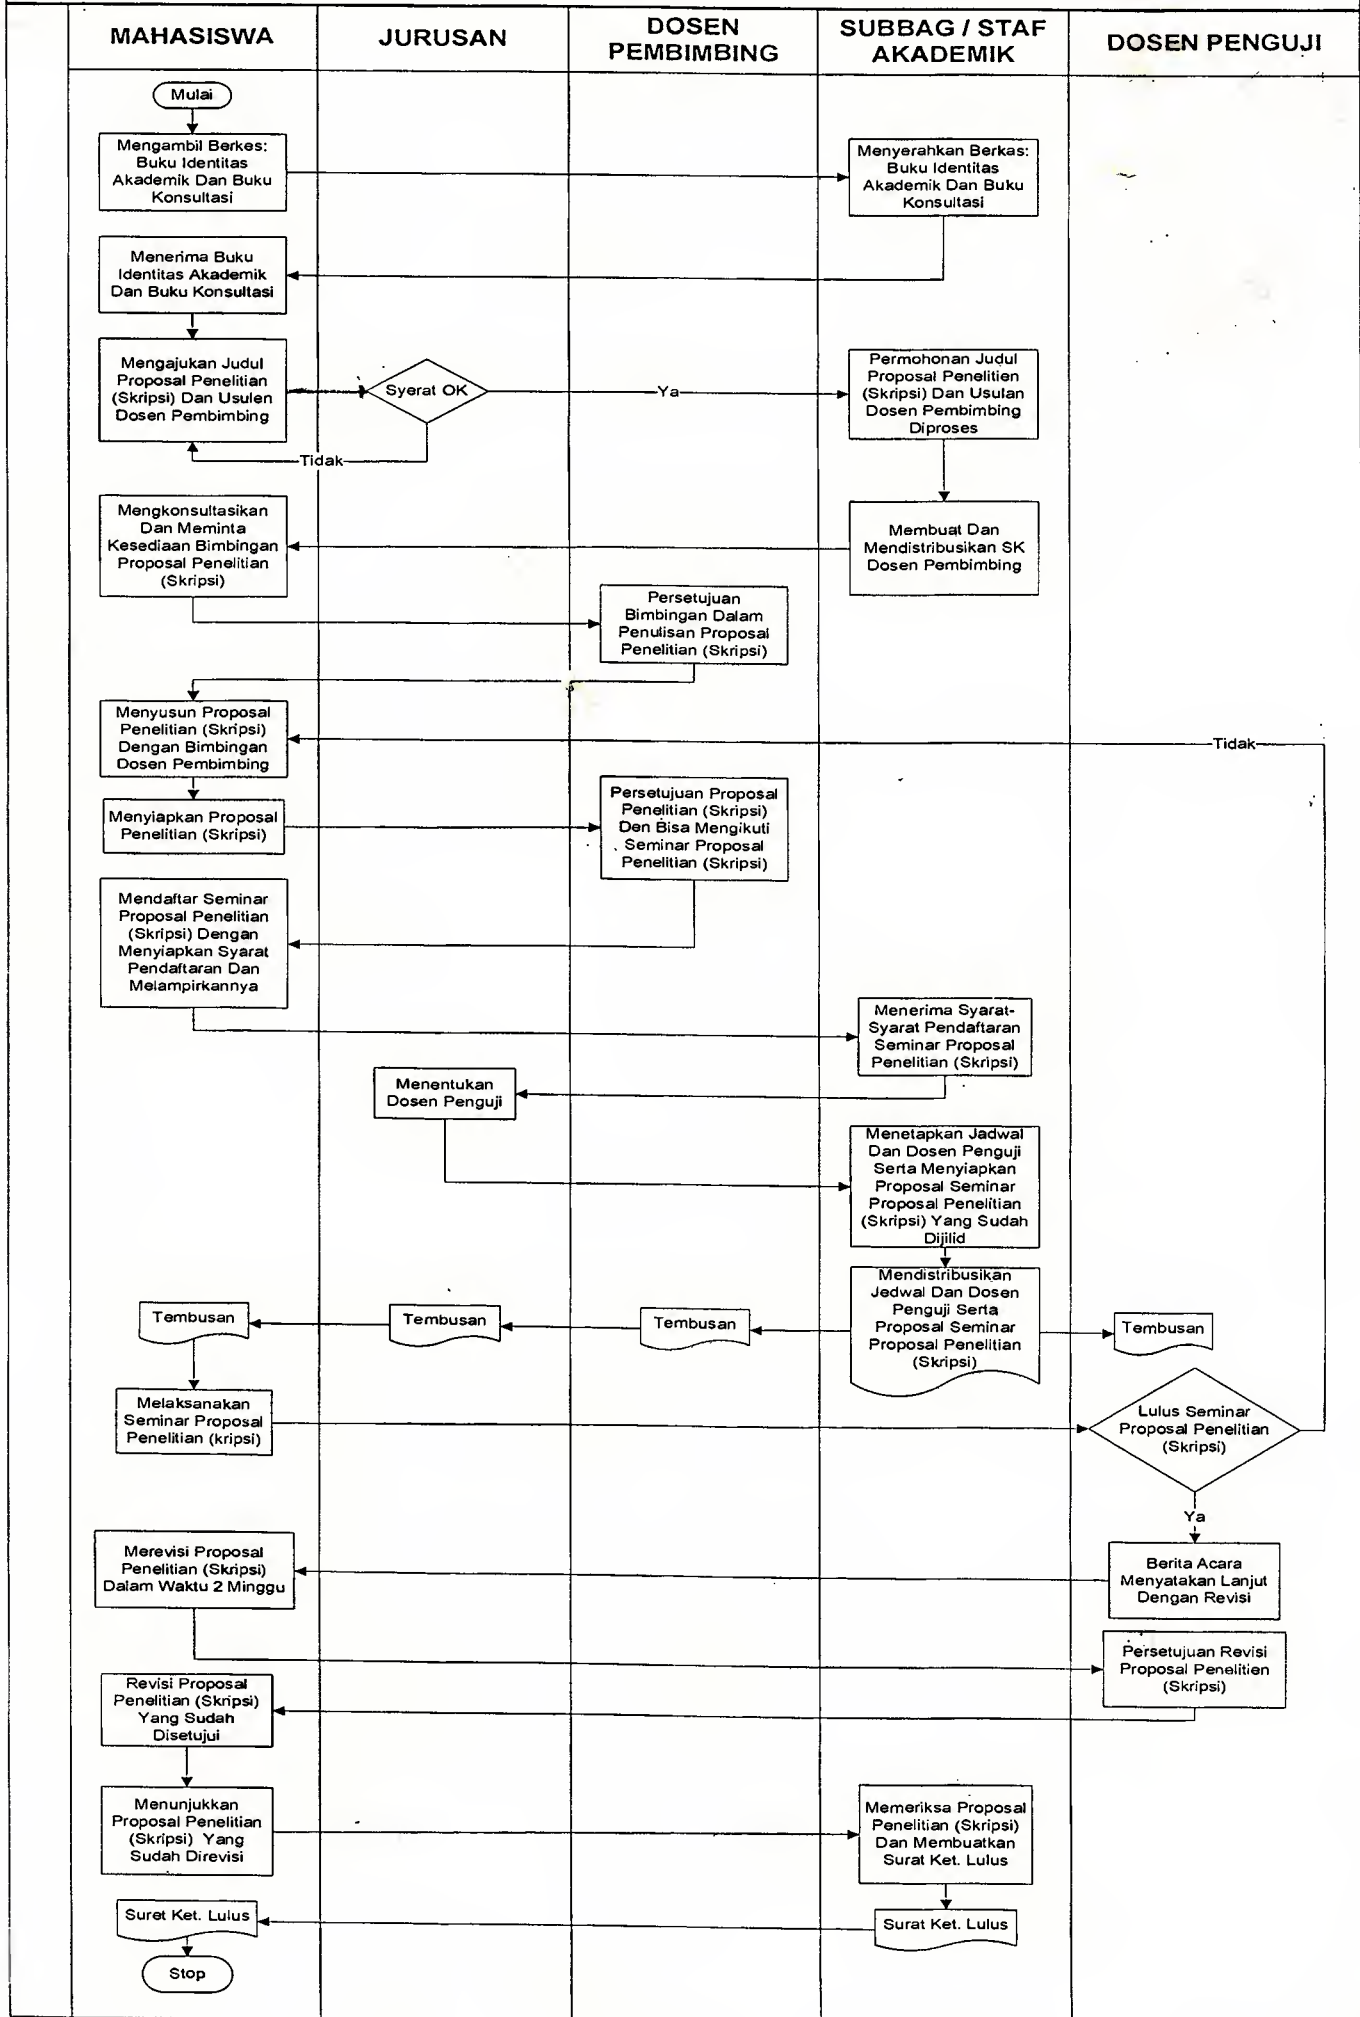 MAHASISWA
JURUSAN
DOSEN
PEMBIMBING
SUBBAG / STAF
AKADEMIK
DOSEN PENGUJI
Mulai
Mengambil Berkes:
Buku Identitas
Akademik Dan Buku
Konsultasi
Menyerahkan Berkas:
Buku Identitas
Akademik Dan Buku
Konsultasi
Menerima Buku
Identitas Akademik
Dan Buku Konsultasi
Mengajukan Judul
Proposal Penelitian
(Skripsi) Dan Usulen
Dosen Pembimbing
Syerat OK
Ya
Permohonan Judul
Proposal Penelitien
(Skripsi) Dan Usulan
Dosen Pembimbing
Diproses
Tidak
Mengkonsultasikan
Dan Meminta
Kesediaan Bimbingan
Proposal Penelitian
(Skripsi)
Membuat Dan
Mendistribusikan SK
Dosen Pembimbing
Persetujuan
Bimbingan Dalam
Penulisan Proposal
Penelitian (Skripsi)
Menyusun Proposal
Penelitian (Skripsi)
Dengan Bimbingan
Dosen Pembimbing
Tidak
Menyiapkan Proposal
Penelitian (Skripsi)
Persetujuan Proposal
Penelitian (Skripsi)
Den Bisa Mengikuti
Seminar Proposal
Penelitian (Skripsi)
Mendaftar Seminar
Proposal Penelitian
(Skripsi) Dengan
Menyiapkan Syarat
Pendaftaran Dan
Melampirkannya
Menerima Syarat-
Syarat Pendaftaran
Seminar Proposal
Penelitian (Skripsi)
Menentukan
Dosen Penguji
Menetapkan Jadwal
Dan Dosen Penguji
Serta Menyiapkan
Proposal Seminar
Proposal Penelitian
(Skripsi) Yang Sudah
Dijilid
Mendistribusikan
Jedwal Dan Dosen
Penguji Serta
Proposal Seminar
Proposal Penelitian
(Skripsi)
Tembusan
Tembusan
Tembusan
Tembusan
Melaksanakan
Seminar Proposal
Penelitian (kripsi)
Lulus Seminar
Proposal Penelitian
(Skripsi)
Ya
Merevisi Proposal
Penelitian (Skripsi)
Dalam Waktu 2 Minggu
Berita Acara
Menyatakan Lanjut
Dengan Revisi
Persetujuan Revisi
Proposal Penelitien
(Skripsi)
Revisi Proposal
Penelitian (Skripsi)
Yang Sudah
Disetujui
Menunjukkan
Proposal Penelitian
(Skripsi) Yang
Sudah Direvisi
Memeriksa Proposal
Penelitian (Skripsi)
Dan Membuatkan
Surat Ket. Lulus
Suret Ket. Lulus
Surat Ket. Lulus
Stop